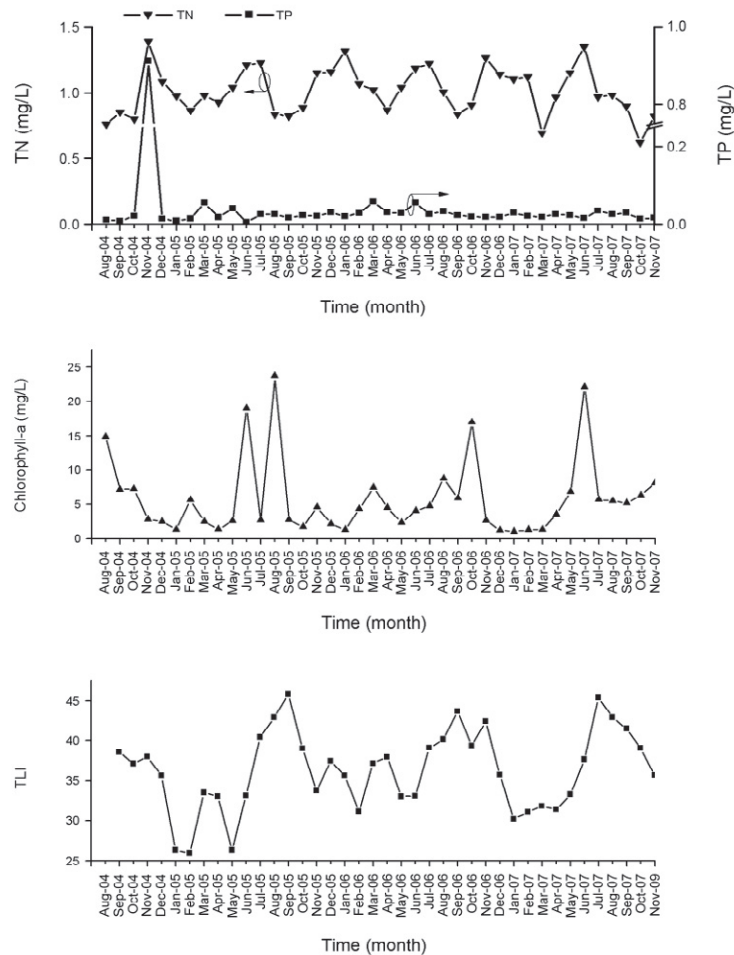 TN TP
1.5
1.0
0.5
0.0
TN (mg/L)
1.0
0.8
0.2
0.0
TP (mg/L)
Aug-04
Sep-04
Cct-04
Nov-04
Dec-04
Jan-05
Feb-05
Mar-05
Apr-05
May-05
Jun-05
Jul-05
Aug-05
Sep-05
Oct-05
Nov-05
Dec-05
Jan-06
Feb-06
Mar-06
Apr-06
May-06
Jun-06
Jul-06
Aug-06
Sep-06
Oct-06
Nov-06
Dec-06
Jan-07
Feb-07
Mar-07
Apr-07
May-07
Jun-07
Jul-07
Aug-07
Sep-07
Oct-07
Nov-07
Time (month)
25
20
15
10
5
0
Chlorophyll-a (mg/L)
Aug-04
Sep-04
Oct-04
Nov-04
Dec-04
Jan-05
Feb-05
Mar-05
Apr-05
May-05
Jun-05
Jul-05
Aug-05
Sep-05
Oct-05
Nov-05
Dec-05
Jan-06
Feb-06
Mar-06
Apr-06
May-06
Jun-06
Jul-06
Aug-06
Sep-06
Oct-06
Nov-06
Dec-06
Jan-07
Feb-07
Mar-07
Apr-07
May-07
Jun-07
Jul-07
Aug-07
Sep-07
Oct-07
Nov-07
Time (month)
45
40
35
30
25
TLI
Aug-04
Sep-04
Oct-04
Nov-04
Dec-04
Jan-05
Feb-05
Mar-05
Apr-05
May-05
Jun-05
Jul-05
Aug-05
Sep-05
Oct-05
Nov-05
Dec-05
Jan-06
Feb-06
Mar-06
Apr-06
May-06
Jun-06
Jul-06
Aug-06
Sep-06
Oct-06
Nov-06
Dec-06
Jan-07
Feb-07
Mar-07
Apr-07
May-07
Jun-07
Jul-07
Aug-07
Sep-07
Oct-07
Nov-09
Time (month)